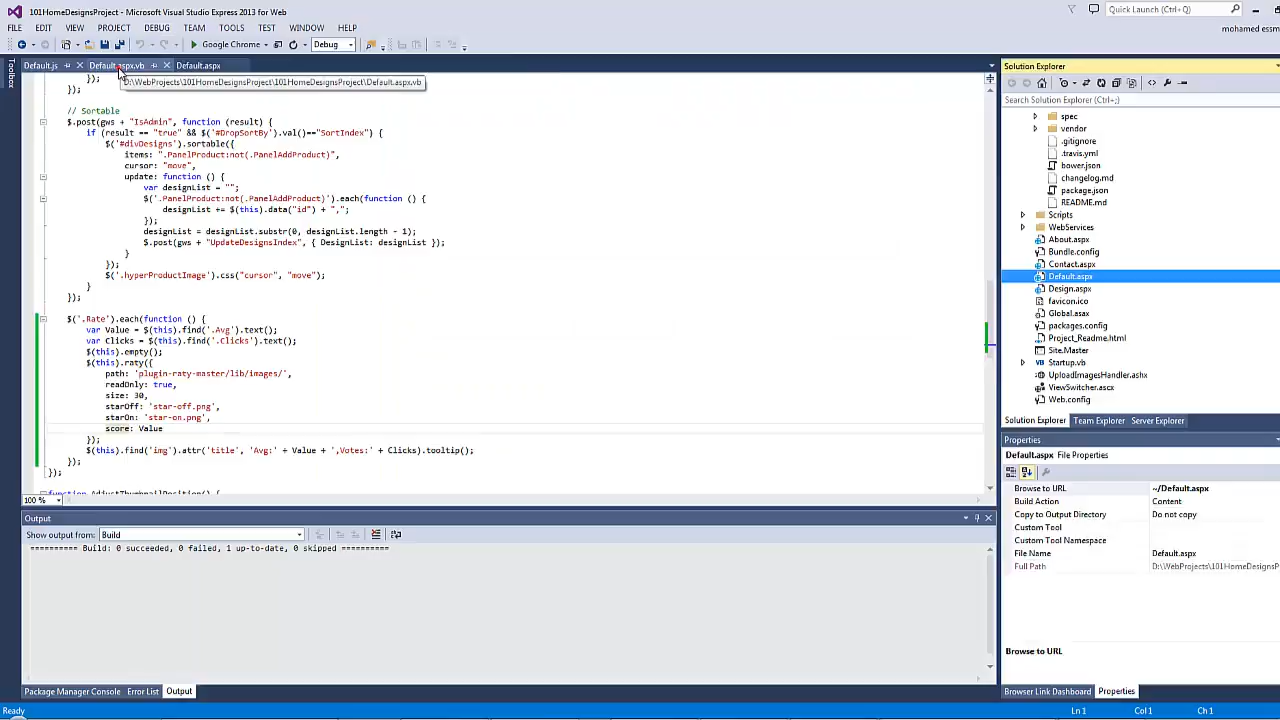 101HomeDesignsProject - Microsoft Visual Studio Express 2013 for Web
Quick Launch (Ctrl+;)
FILE EDIT VIEW PROJECT DEBUG TEAM TOOLS TEST WINDOW HELP
mohamed essm
Google Chrome
Debug
Toolbox
Default.js
Default.aspx.vb
Default.aspx
D:\WebProjects\101HomeDesignsProject\101HomeDesignsProject\Default.aspx.vb
});
});
// Sortable
$.post(gws + "IsAdmin", function (result) {
if (result == "true" && $('#DropSortBy').val()=="SortIndex") {
$('#divDesigns').sortable({
items: ".PanelProduct:not(.PanelAddProduct)",
cursor: "move",
update: function () {
var designList = "";
$('.PanelProduct:not(.PanelAddProduct)').each(function () {
designList += $(this).data("id") + ",";
});
designList = designList.substr(0, designList.length - 1);
$.post(gws + "UpdateDesignsIndex", { DesignList: designList });
}
});
$('.hyperProductImage').css("cursor", "move");
}
});
$('.Rate').each(function () {
var Value = $(this).find('.Avg').text();
var Clicks = $(this).find('.Clicks').text();
$(this).empty();
$(this).raty({
path: 'plugin-raty-master/lib/images/',
readOnly: true,
size: 30,
starOff: 'star-off.png',
starOn: 'star-on.png',
score: Value
});
$(this).find('img').attr('title', 'Avg:' + Value + ',Votes:' + Clicks).tooltip();
});
});
function AdjustThumbnailPosition() {
100 %
Output
Show output from: Build
========== Build: 0 succeeded, 0 failed, 1 up-to-date, 0 skipped ==========
Package Manager Console Error List Output
Solution Explorer
Search Solution Explorer (Ctrl+;)
spec
vendor
.gitignore
.travis.yml
bower.json
changelog.md
package.json
README.md
Scripts
WebServices
About.aspx
Bundle.config
Contact.aspx
Default.aspx
Design.aspx
favicon.ico
Global.asax
packages.config
Project_Readme.html
Site.Master
Startup.vb
UploadImagesHandler.ashx
ViewSwitcher.ascx
Web.config
Solution Explorer Team Explorer Server Explorer
Properties
Default.aspx File Properties
Browse to URL ~/Default.aspx
Build Action Content
Copy to Output Directory Do not copy
Custom Tool
Custom Tool Namespace
File Name Default.aspx
Full Path D:\WebProjects\101HomeDesignsP
Browse to URL
Browser Link Dashboard Properties
Ready
Ln 1 Col 1 Ch 1